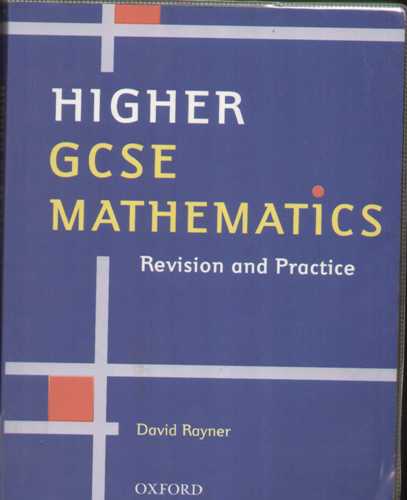 HIGHER
GCSE
MATHEMATICS
Revision and Practice
David Rayner
OXFORD